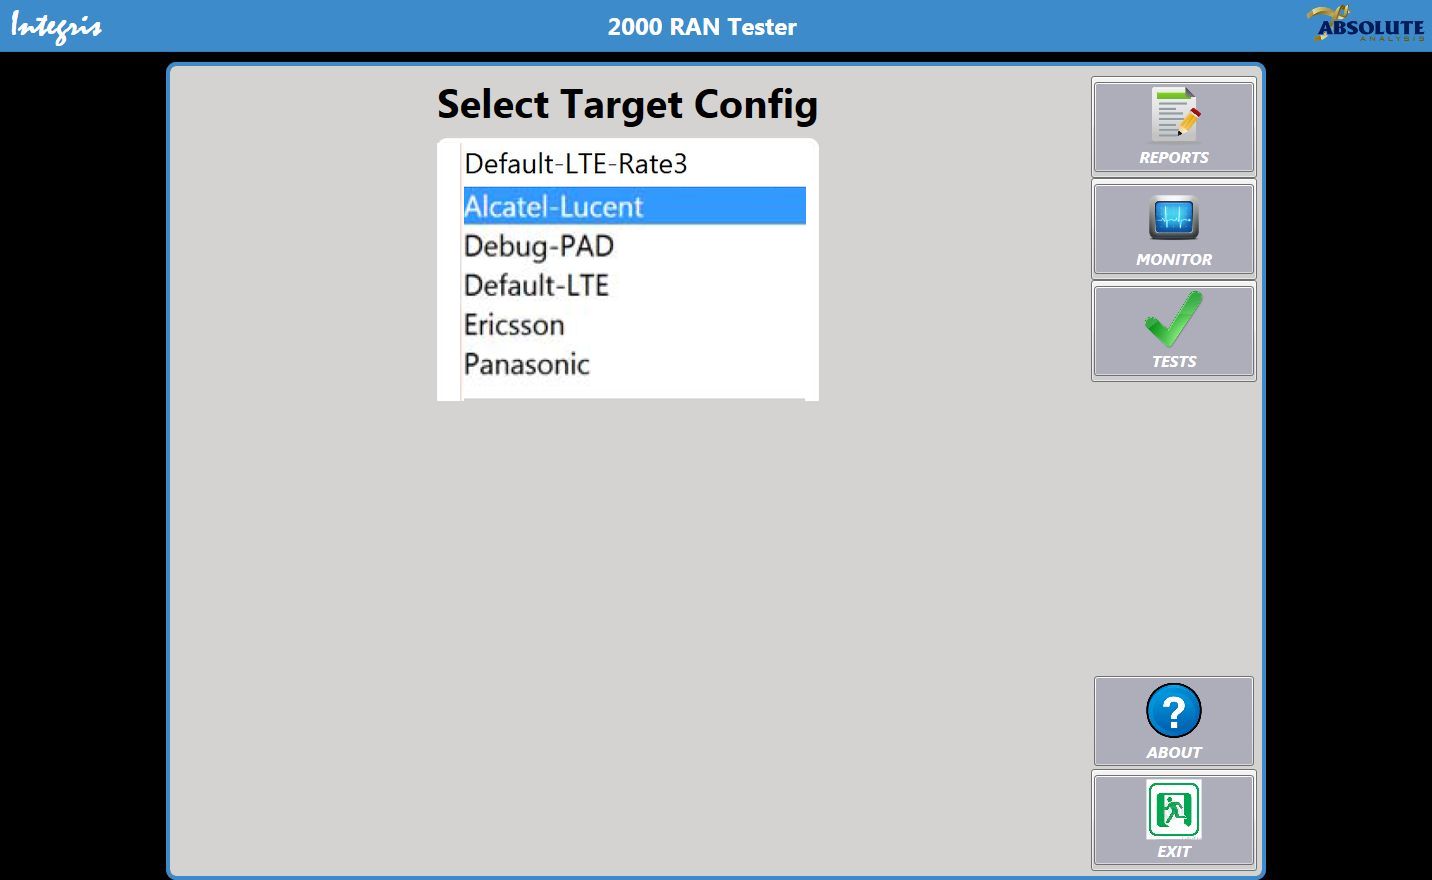 Integris
2000 RAN Tester
ABSOLUTE
ANALYSIS
Select Target Config
Default-LTE-Rate3
Alcatel-Lucent
Debug-PAD
Default-LTE
Ericsson
Panasonic
REPORTS
MONITOR
TESTS
?
ABOUT
EXIT